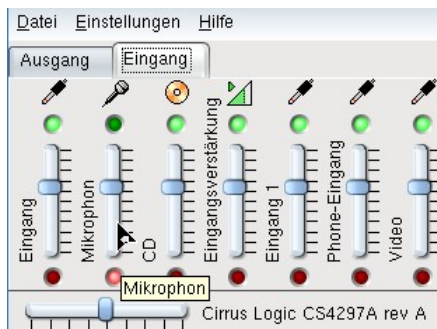 Datei Einstellungen Hilfe
Ausgang Eingang
Eingang
Mikrophon
CD
Eingangsverstärkung
Eingang 1
Phone-Eingang
Video
Mikrophon
Cirrus Logic CS4297A rev A